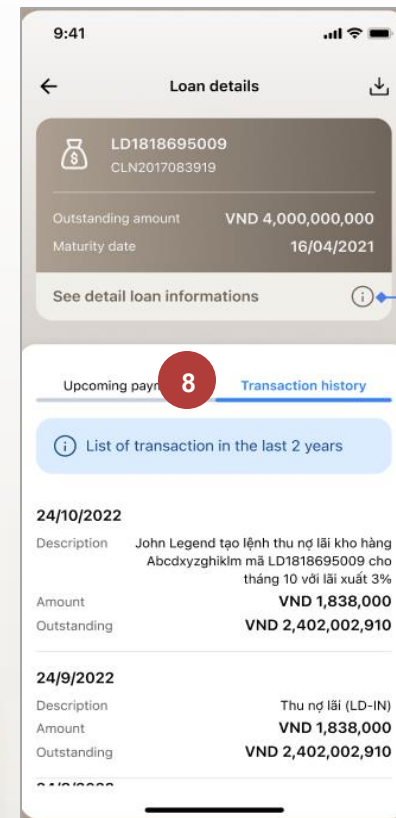 9:41
Loan details
LD1818695009
CLN2017083919
Outstanding amount VND 4,000,000,000
Maturity date 16/04/2021
See detail loan informations
Upcoming 8 Transaction history
List of transaction in the last 2 years
24/10/2022
Description John Legend tạo lệnh thu nợ lãi kho hàng
Abcdxyzghiklm mã LD1818695009 cho
tháng 10 với lãi xuất 3%
Amount VND 1,838,000
Outstanding VND 2,402,002,910
24/9/2022
Description Thu nợ lãi (LD-IN)
Amount VND 1,838,000
Outstanding VND 2,402,002,910